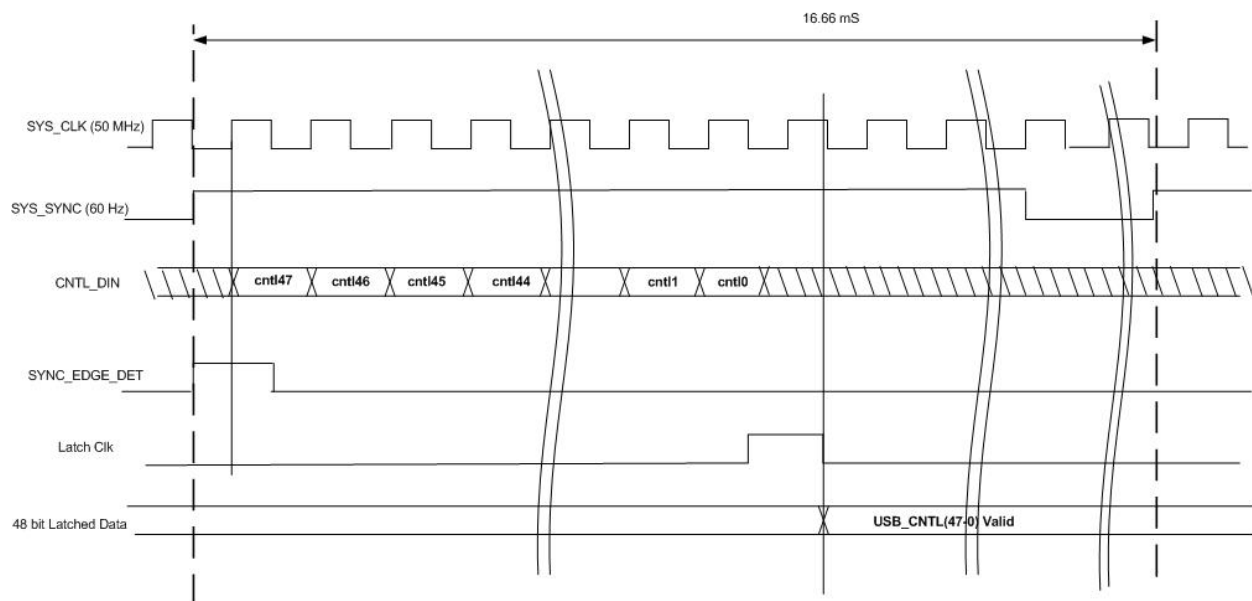 16.66 mS
SYS_CLK (50 MHz)
SYS_SYNC (60 Hz)
CNTL_DIN
cntl47
cntl46
cntl45
cntl44
cntl1
cntl0
SYNC_EDGE_DET
Latch Clk
48 bit Latched Data
USB_CNTL(47-0) Valid